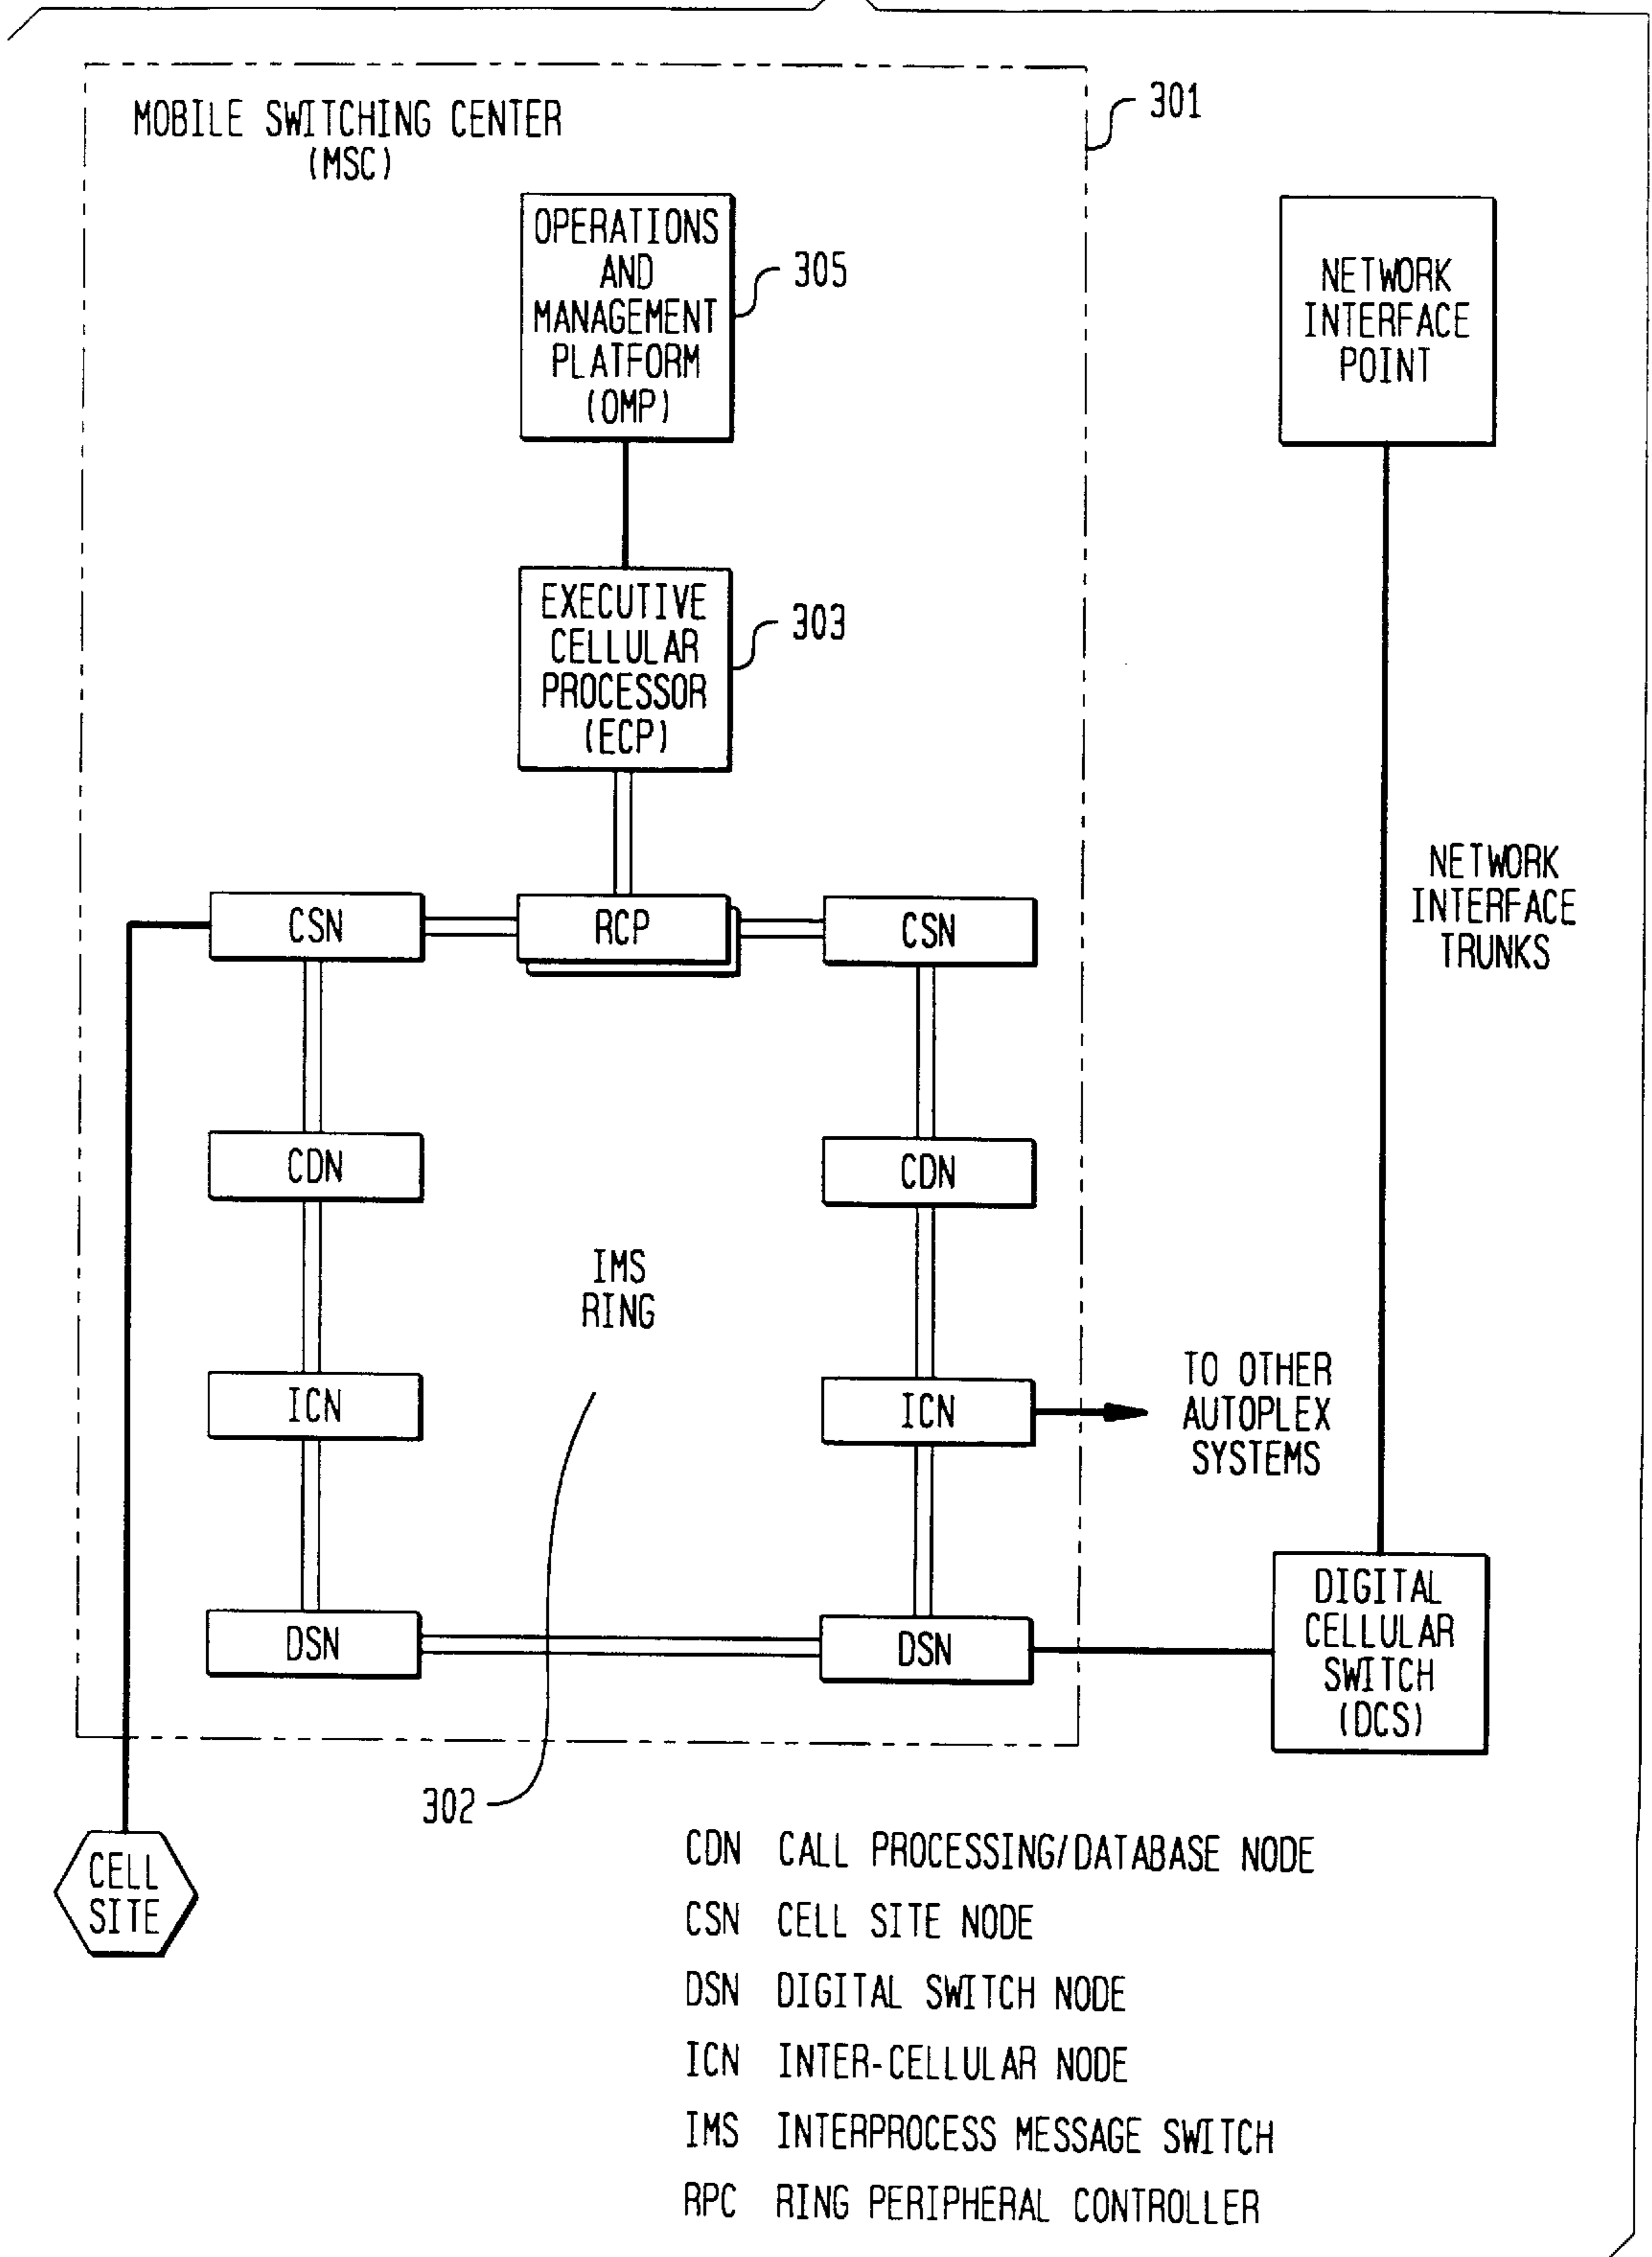 MOBILE SWITCHING CENTER
(MSC)
301
OPERATIONS
AND
MANAGEMENT
PLATFORM
(OMP)
305
NETWORK
INTERFACE
POINT
EXECUTIVE
CELLULAR
PROCESSOR
(ECP)
303
CSN
RCP
CSN
NETWORK
INTERFACE
TRUNKS
CDN
CDN
IMS
RING
ICN
ICN
TO OTHER
AUTOPLEX
SYSTEMS
DSN
DSN
DIGITAL
CELLULAR
SWITCH
(DCS)
302
CELL
SITE
CDN CALL PROCESSING/DATABASE NODE
CSN CELL SITE NODE
DSN DIGITAL SWITCH NODE
ICN INTER-CELLULAR NODE
IMS INTERPROCESS MESSAGE SWITCH
RPC RING PERIPHERAL CONTROLLER